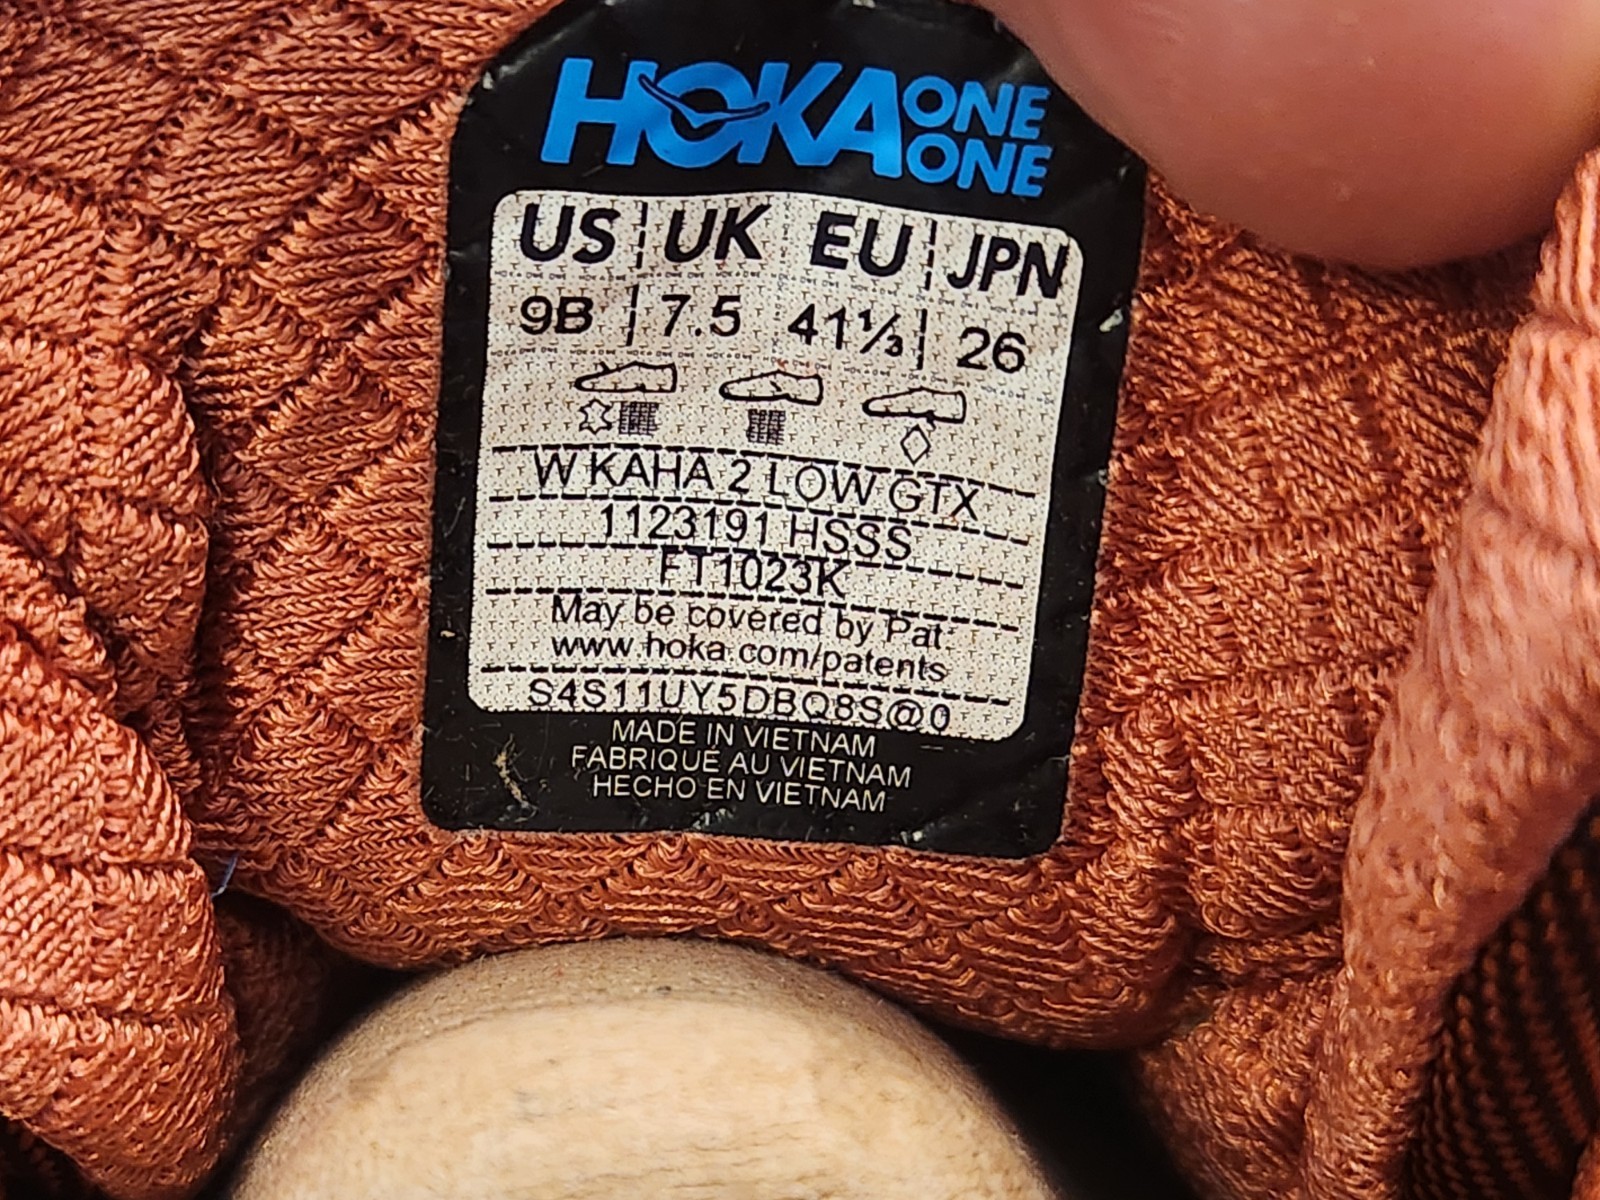 HOKA ONE ONE
US UK EU JPN
9B 7.5 41⅓ 26
W KAHA 2 LOW GTX
1123191 HSSS
FT1023K
May be covered by Pat:
www.hoka.com/patents
S4S11UY5DBQ8S@0
MADE IN VIETNAM
FABRIQUÉ AU VIETNAM
HECHO EN VIETNAM